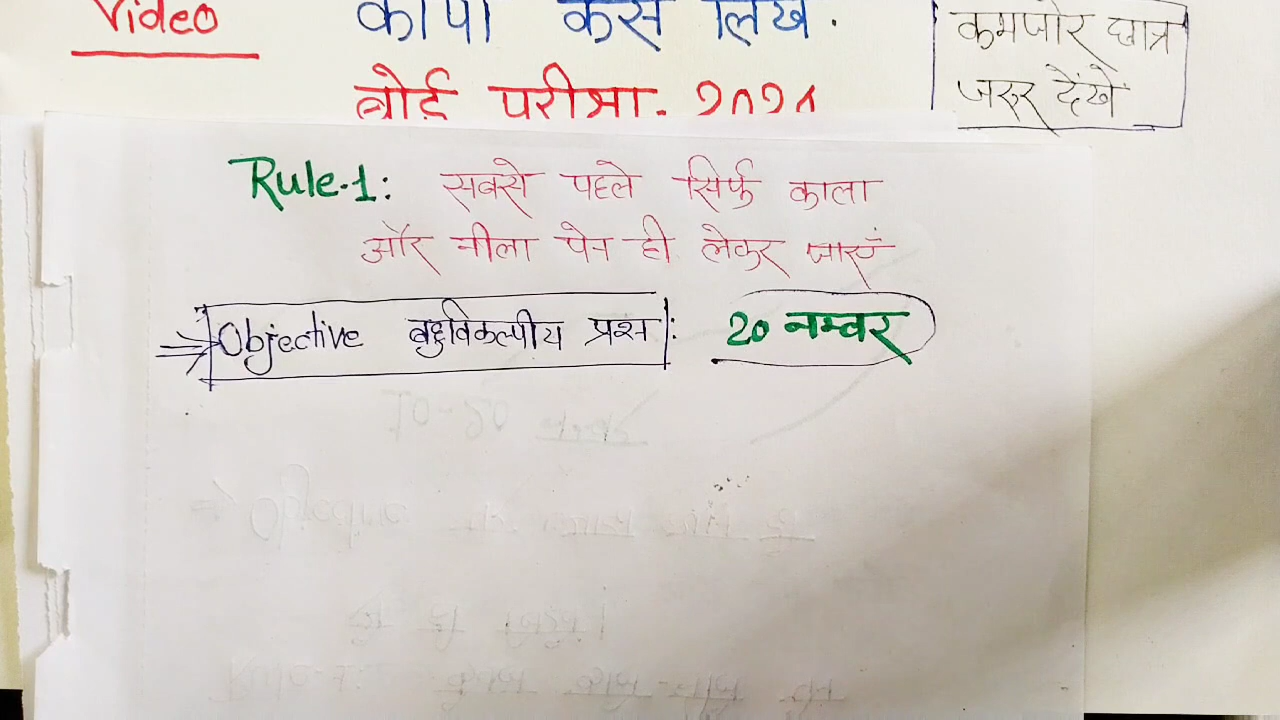 Video
कापी कैसे लिखें.
बोर्ड परीक्षा.
कमजोर छात्र
जरूर देंखें
Rule-1: सबसे पहले सिर्फ काला
और नीला पेन ही लेकर जाएँ
Objective बहुविकल्पीय प्रश्न : 20 नम्बर